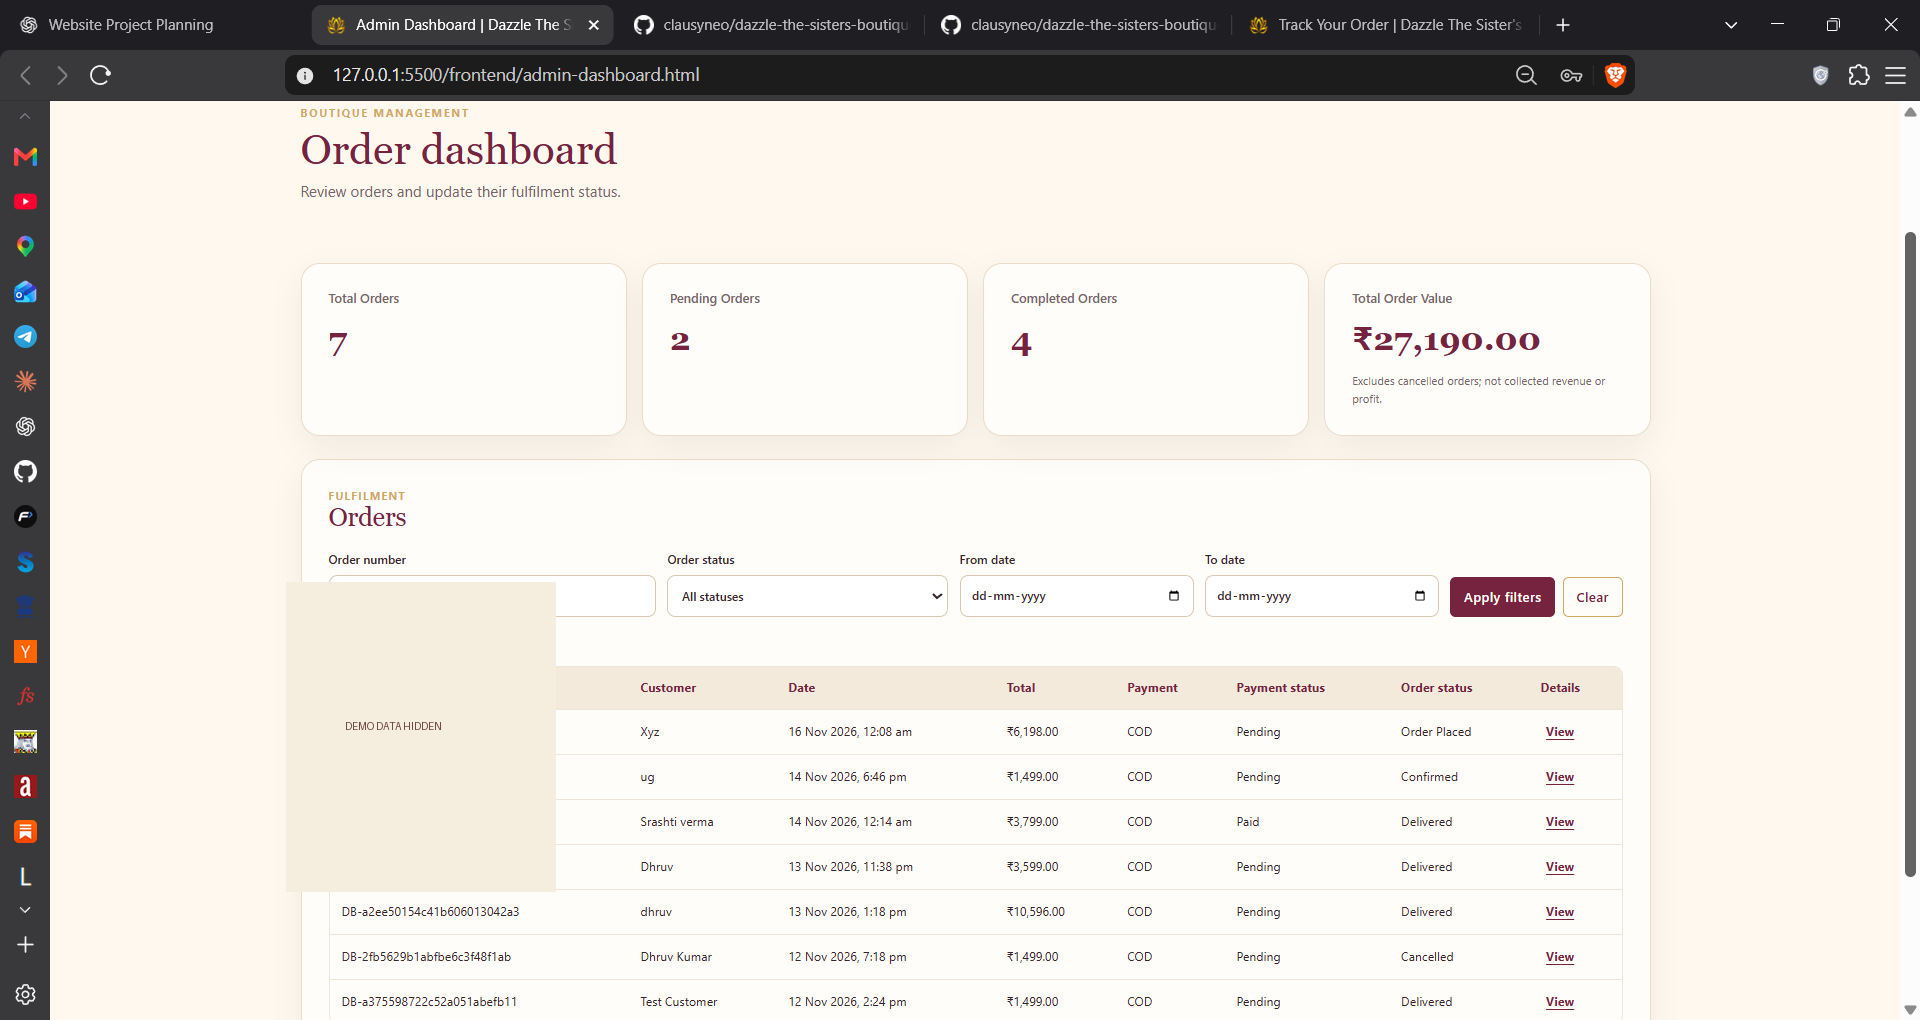 Website Project Planning
Admin Dashboard | Dazzle The S
clausyneo/dazzle-the-sisters-boutiqu
clausyneo/dazzle-the-sisters-boutiqu
Track Your Order | Dazzle The Sister's
127.0.0.1:5500/frontend/admin-dashboard.html
BOUTIQUE MANAGEMENT
Order dashboard
Review orders and update their fulfilment status.
Total Orders
7
Pending Orders
2
Completed Orders
4
Total Order Value
₹27,190.00
Excludes cancelled orders; not collected revenue or
profit.
FULFILMENT
Orders
Order number
Order status
From date
To date
All statuses
dd-mm-yyyy
dd-mm-yyyy
Apply filters
Clear
DEMO DATA HIDDEN
Customer Date Total Payment Payment status Order status Details
Xyz 16 Nov 2026, 12:08 am ₹6,198.00 COD Pending Order Placed View
ug 14 Nov 2026, 6:46 pm ₹1,499.00 COD Pending Confirmed View
Srashti verma 14 Nov 2026, 12:14 am ₹3,799.00 COD Paid Delivered View
Dhruv 13 Nov 2026, 11:38 pm ₹3,599.00 COD Pending Delivered View
DB-a2ee50154c41b606013042a3 dhruv 13 Nov 2026, 1:18 pm ₹10,596.00 COD Pending Delivered View
DB-2fb5629b1abfbe6c3f48f1ab Dhruv Kumar 12 Nov 2026, 7:18 pm ₹1,499.00 COD Pending Cancelled View
DB-a375598722c52a051abefb11 Test Customer 12 Nov 2026, 2:24 pm ₹1,499.00 COD Pending Delivered View